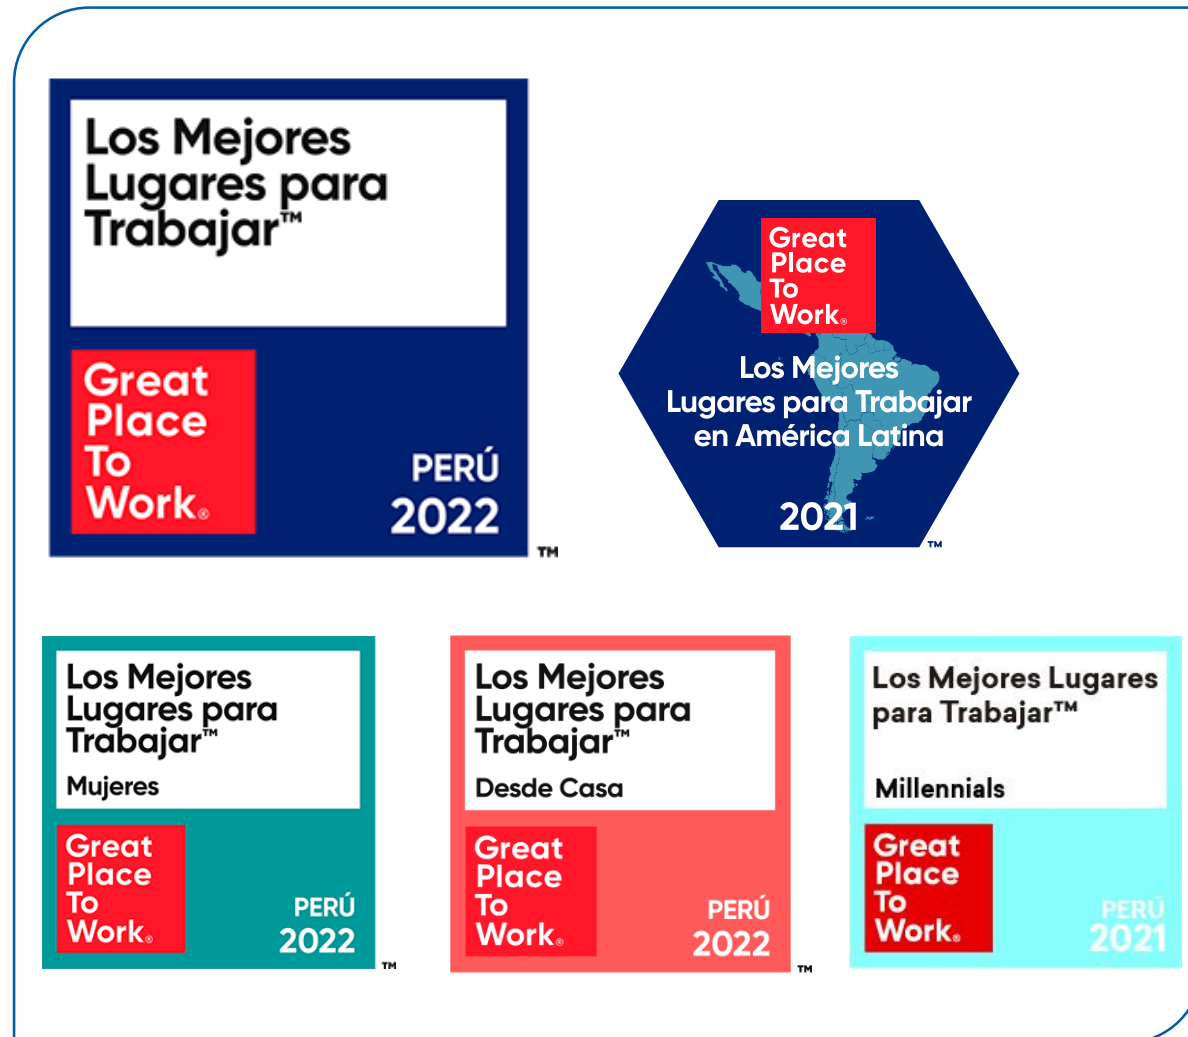 Los Mejores
Lugares para
Trabajar™
Great
Place
To
Work®
PERÚ
2022
TM
Great
Place
To
Work®
Los Mejores
Lugares para Trabajar
en América Latina
2021
TM
Los Mejores
Lugares para
Trabajar™
Mujeres
Great
Place
To
Work®
PERÚ
2022
TM
Los Mejores
Lugares para
Trabajar™
Desde Casa
Great
Place
To
Work®
PERÚ
2022
TM
Los Mejores Lugares
para Trabajar™
Millennials
Great
Place
To
Work®
PERÚ
2021